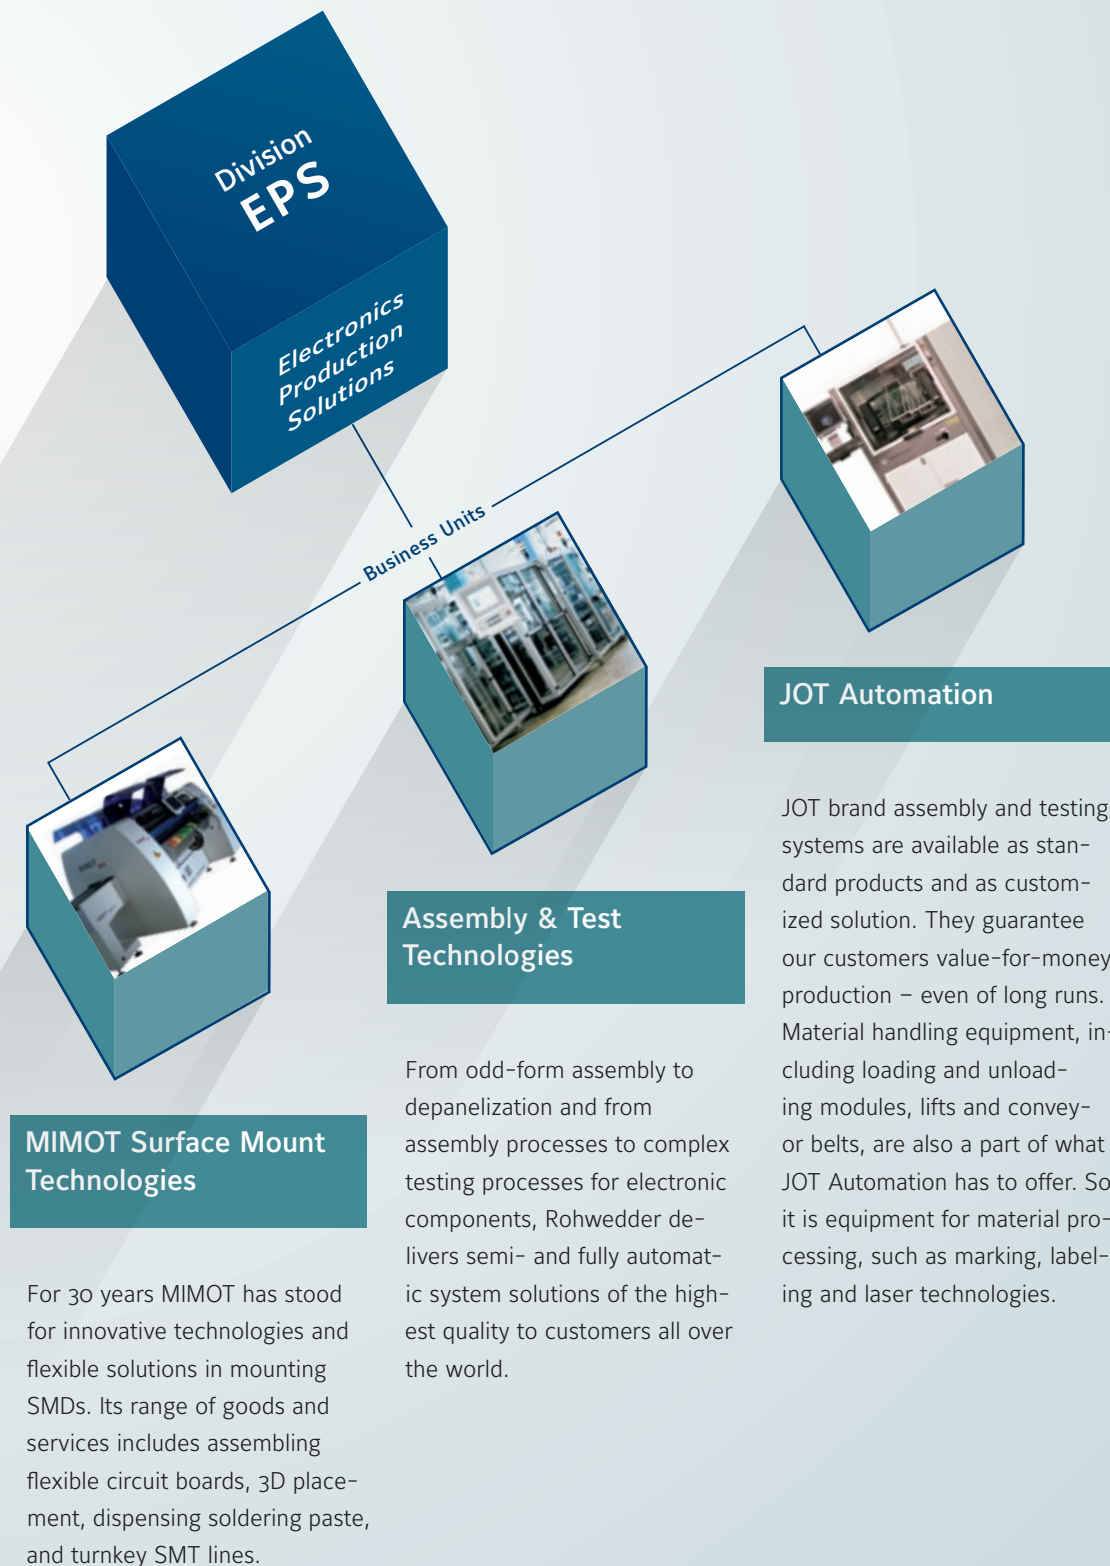 Division
EPS
Electronics
Production
Solutions
Business Units
JOT Automation
JOT brand assembly and testing
systems are available as stan-
dard products and as custom-
ized solution. They guarantee
our customers value-for-money
production – even of long runs.
Material handling equipment, in-
cluding loading and unload-
ing modules, lifts and convey-
or belts, are also a part of what
JOT Automation has to offer. So
it is equipment for material pro-
cessing, such as marking, label-
ing and laser technologies.
Assembly & Test
Technologies
From odd-form assembly to
depanelization and from
assembly processes to complex
testing processes for electronic
components, Rohwedder de-
livers semi- and fully automat-
ic system solutions of the high-
est quality to customers all over
the world.
MIMOT Surface Mount
Technologies
For 30 years MIMOT has stood
for innovative technologies and
flexible solutions in mounting
SMDs. Its range of goods and
services includes assembling
flexible circuit boards, 3D place-
ment, dispensing soldering paste,
and turnkey SMT lines.